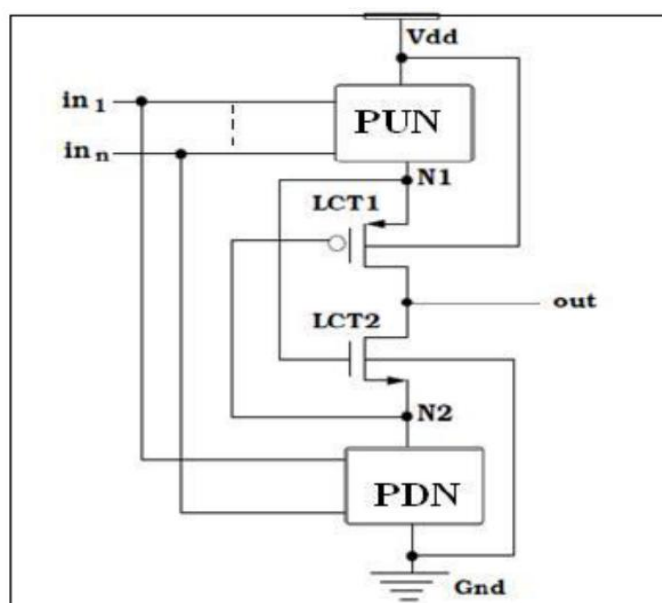 Vdd
in 1
PUN
in n
N1
LCT1
out
LCT2
N2
PDN
Gnd